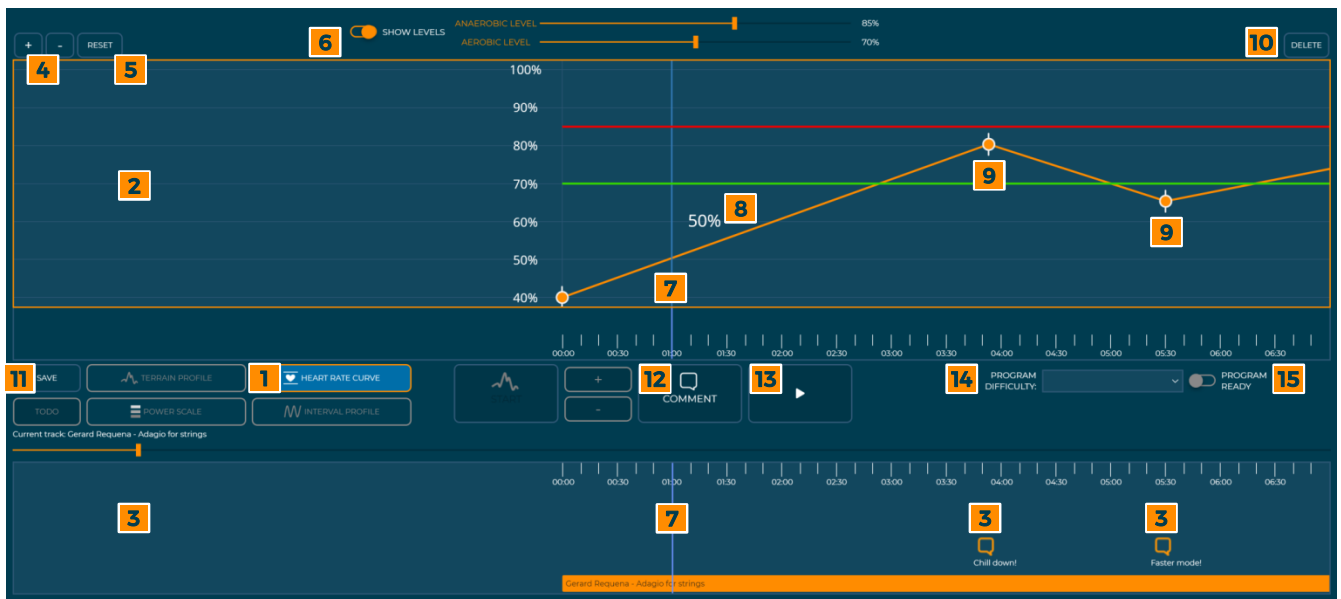 ANAEROBIC LEVEL 85%
6 SHOW LEVELS
AEROBIC LEVEL 70%
+ - RESET 10 DELETE
4 5
100%
90%
80%
9
2 70%
8
60% 50%
9
50%
7
40%
00:00 00:30 01:00 01:30 02:00 02:30 03:00 03:30 04:00 04:30 05:00 05:30 06:00 06:30
11 SAVE TERRAIN PROFILE 1 HEART RATE CURVE + 12 COMMENT 13 14 PROGRAM DIFFICULTY: PROGRAM READY 15
TODO POWER SCALE INTERVAL PROFILE -
Current track: Gerard Requena - Adagio for strings
00:00 00:30 01:00 01:30 02:00 02:30 03:00 03:30 04:00 04:30 05:00 05:30 06:00 06:30
3 7 3 3
Chill down! Faster mode!
Gerard Requena - Adagio for strings